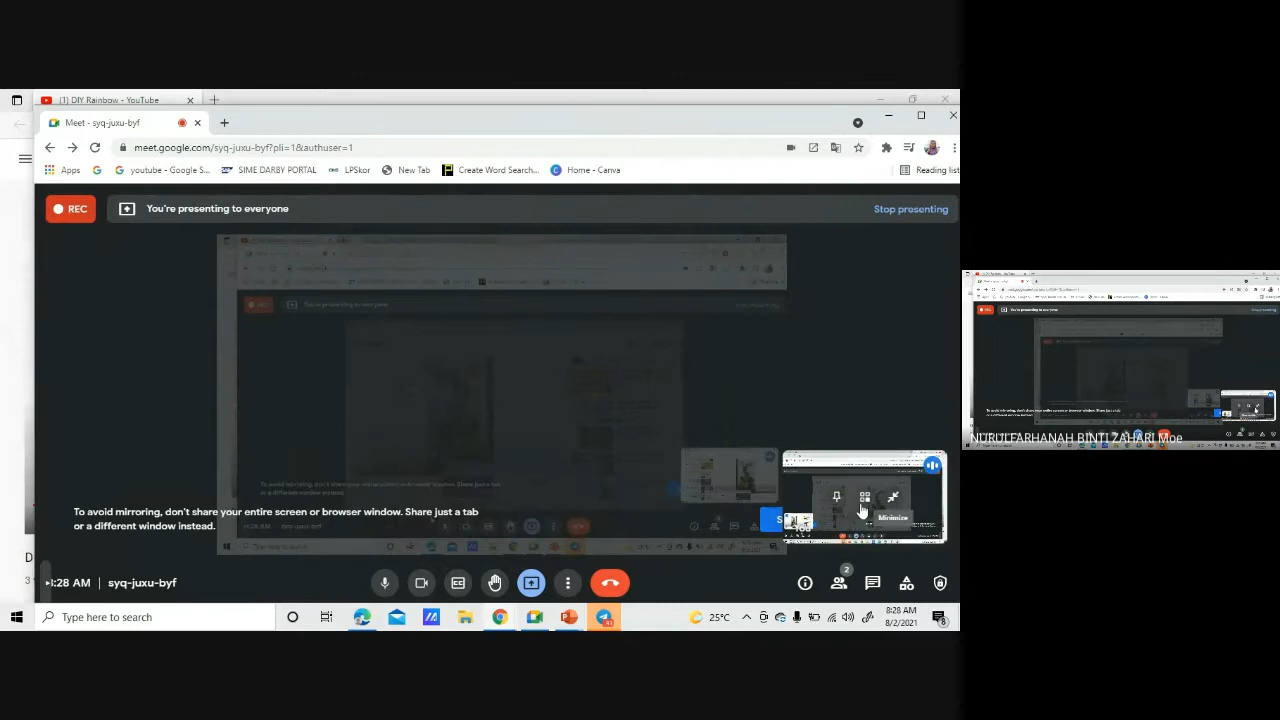 (1) DIY Rainbow - YouTube
Meet - syq-juxu-byf
meet.google.com/syq-juxu-byf?pli=1&authuser=1
Apps
youtube - Google S...
SIME DARBY PORTAL
LPSkor
New Tab
Create Word Search...
Home - Canva
Reading list
REC
You're presenting to everyone
Stop presenting
To avoid mirroring, don't share your entire screen or browser window. Share just a tab
or a different window instead.
You
Minimize
8:28 AM | syq-juxu-byf
2
Type here to search
25°C
8:28 AM
8/2/2021
NURULFARHANAH BINTI ZAHARI Moe